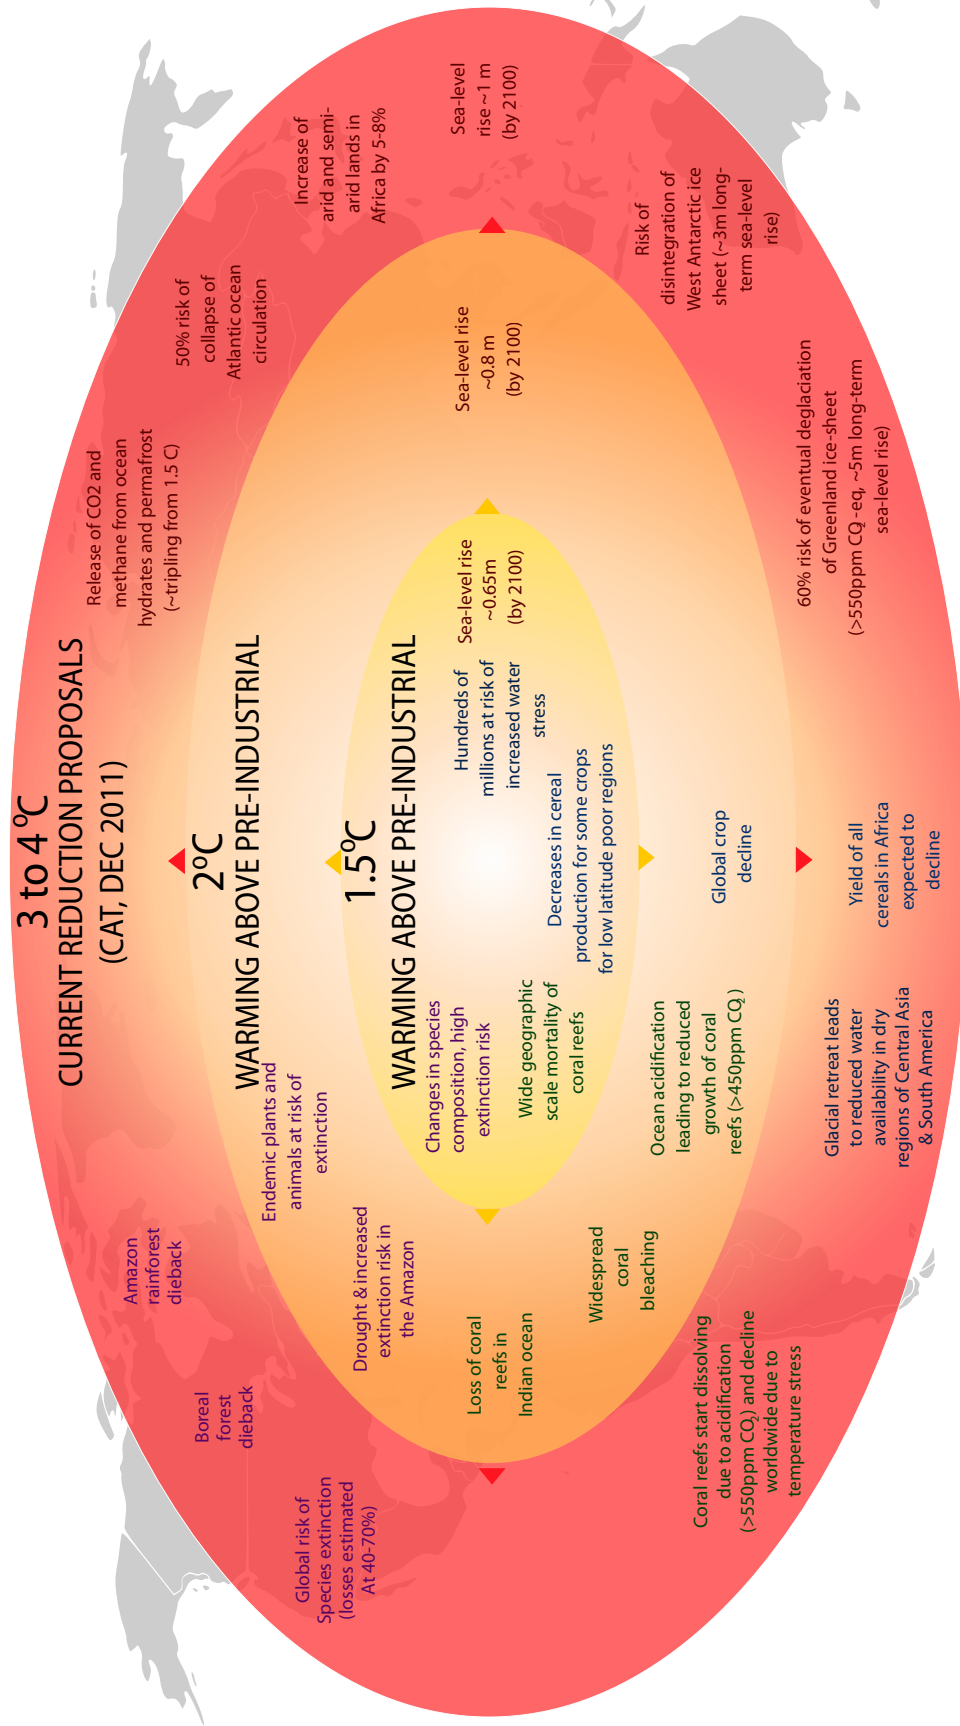 3 to 4 ºC
CURRENT REDUCTION PROPOSALS
(CAT, DEC 2011)
Amazon
rainforest
dieback
Boreal
forest
dieback
Global risk of
Species extinction
(losses estimated
At 40-70%)
Release of CO2 and
methane from ocean
hydrates and permafrost
(~tripling from 1.5 C)
50% risk of
collapse of
Atlantic ocean
circulation
Increase of
arid and semi-
arid lands in
Africa by 5-8%
Sea-level
rise ~1 m
(by 2100)
Risk of
disintegration of
West Antarctic ice
sheet (~3m long-
term sea-level
rise)
60% risk of eventual deglaciation
of Greenland ice-sheet
(>550ppm CO2 -eq, ~5m long-term
sea-level rise)
Yield of all
cereals in Africa
expected to
decline
Glacial retreat leads
to reduced water
availability in dry
regions of Central Asia
& South America
Coral reefs start dissolving
due to acidification
(>550ppm CO2) and decline
worldwide due to
temperature stress
2ºC
WARMING ABOVE PRE-INDUSTRIAL
Endemic plants and
animals at risk of
extinction
Drought & increased
extinction risk in
the Amazon
Loss of coral
reefs in
Indian ocean
Widespread
coral
bleaching
Ocean acidification
leading to reduced
growth of coral
reefs (>450ppm CO2 )
Global crop
decline
Sea-level rise
~0.8 m
(by 2100)
1.5ºC
WARMING ABOVE PRE-INDUSTRIAL
Changes in species
composition, high
extinction risk
Wide geographic
scale mortality of
coral reefs
Hundreds of
millions at risk of
increased water
stress
Decreases in cereal
production for some crops
for low latitude poor regions
Sea-level rise
~0.65m
(by 2100)